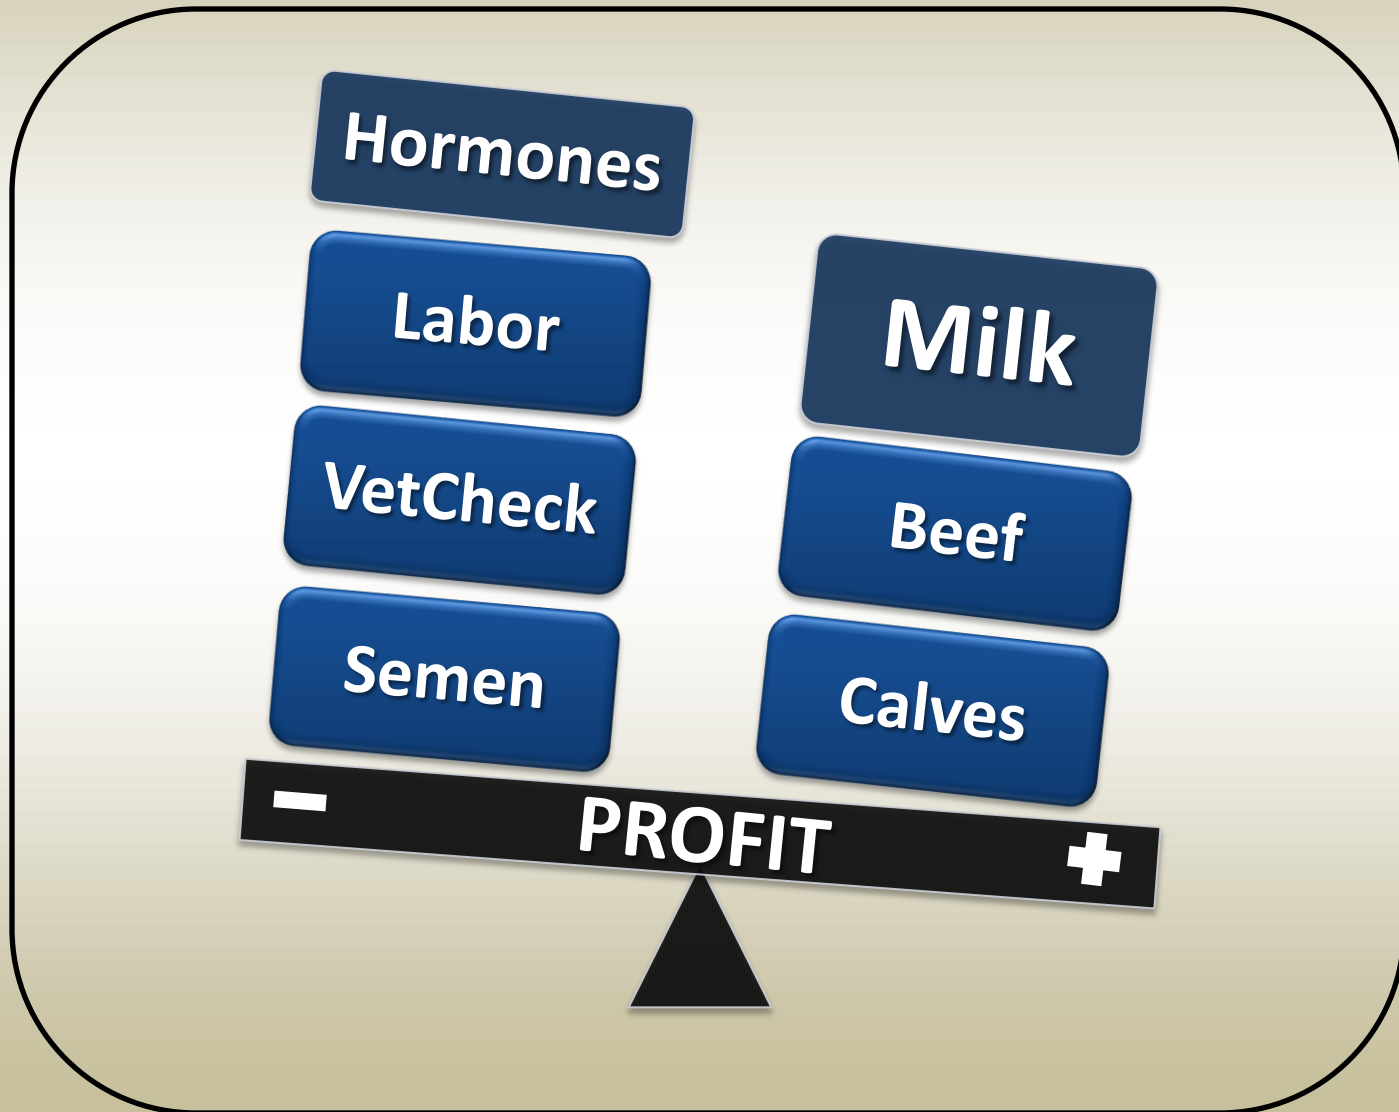 Hormones
Labor
VetCheck
Semen
Milk
Beef
Calves
− PROFIT +